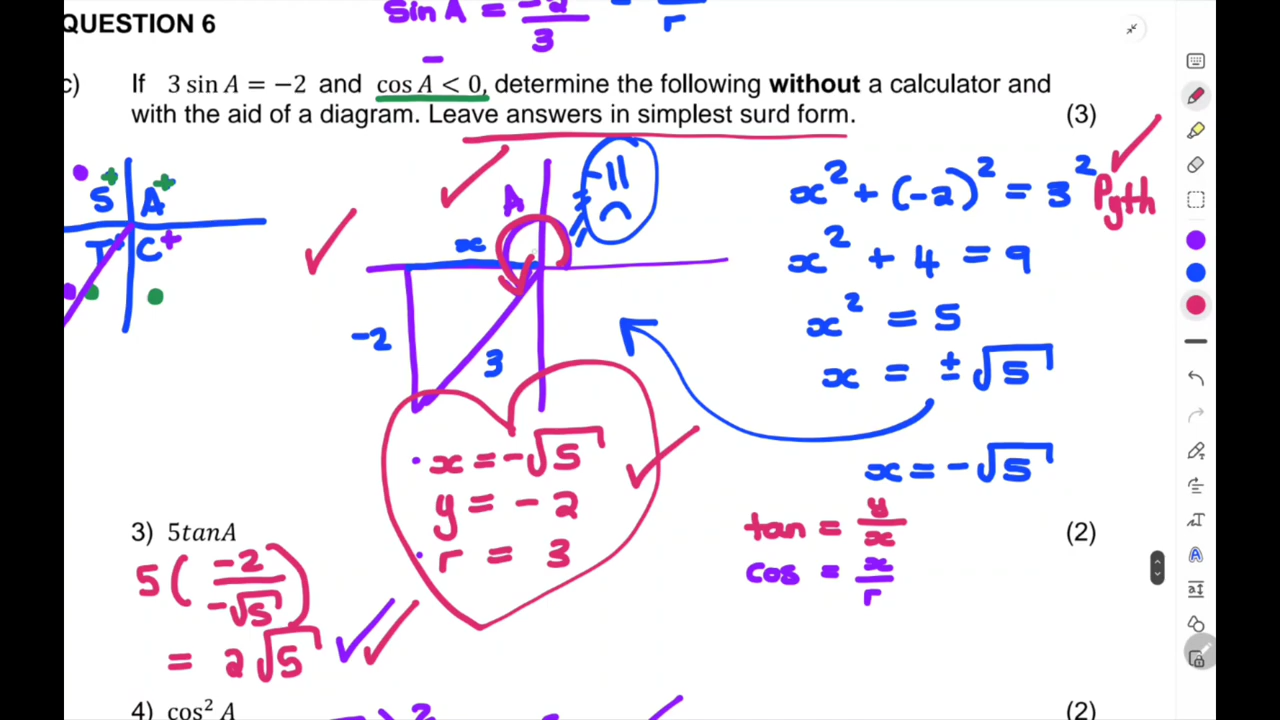 QUESTION 6
sin A = -2/3 = /r
c) If 3 sin A = −2 and cos A < 0, determine the following without a calculator and
with the aid of a diagram. Leave answers in simplest surd form. (3)
S + A +
T + C +
A
x
-2
3
x² + (-2)² = 3² Pyth
x² + 4 = 9
x² = 5
x = ±√5
x = -√5
x = -√5
y = -2
r = 3
tan = y/x
cos = x/r
3) 5tanA (2)
5(-2/-√5)
= 2√5
4) cos² A (2)